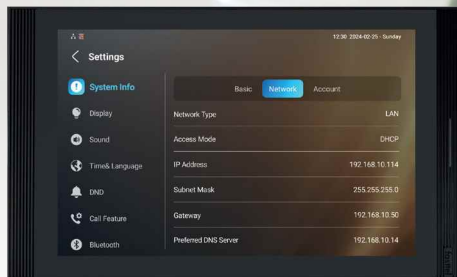 12:30 2024-02-25 - Sunday
Settings
System Info
Basic Network Account
Display
Network Type LAN
Sound
Access Mode DHCP
Time& Language
IP Address 192.168.10.114
DND
Subnet Mask 255.255.255.0
Call Feature
Gateway 192.168.10.50
Bluetooth
Preferred DNS Server 192.168.10.14